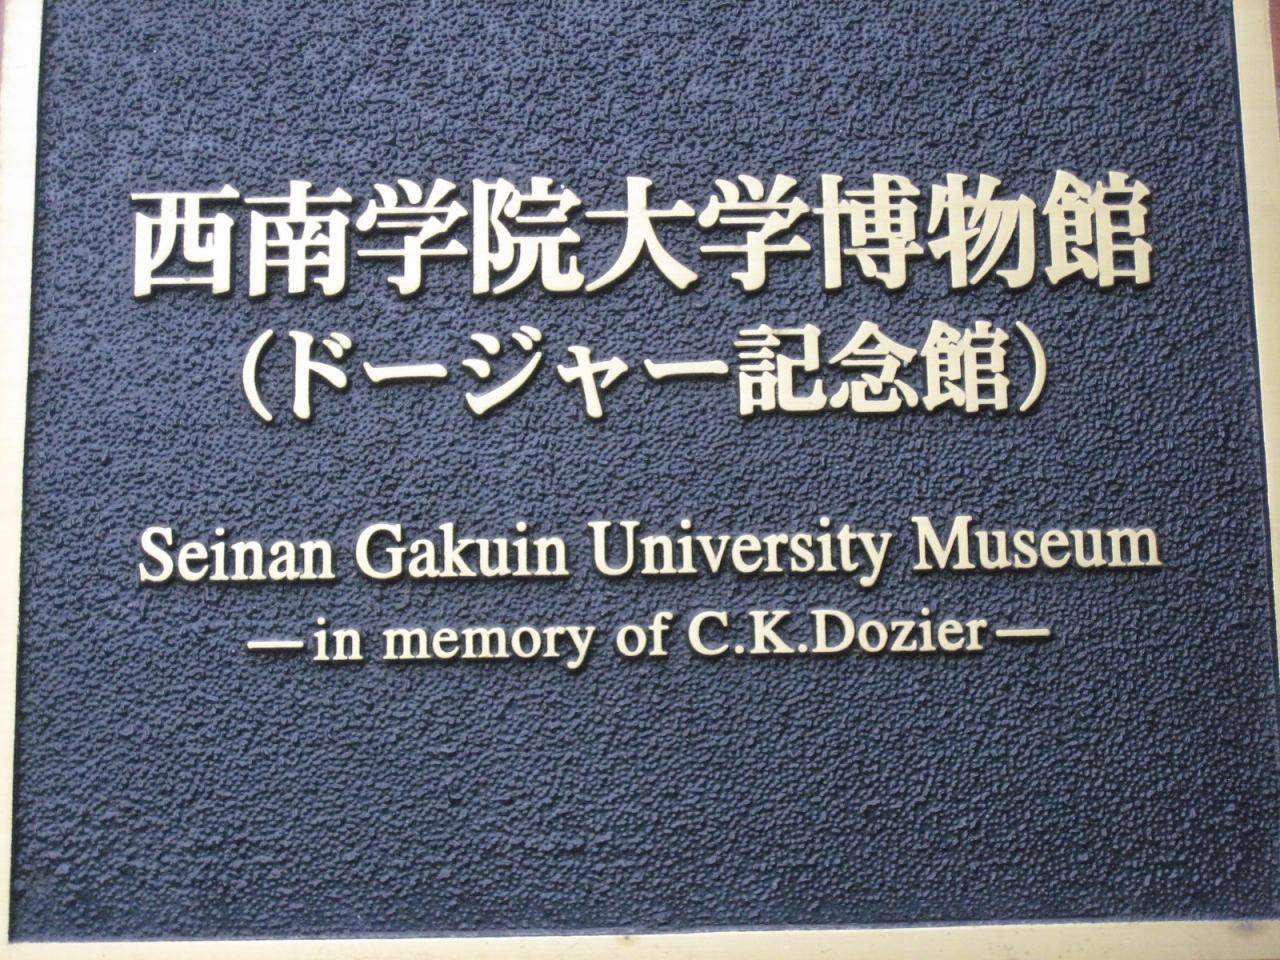 西南学院大学博物館
(ドージャー記念館)
Seinan Gakuin University Museum
—in memory of C.K.Dozier—